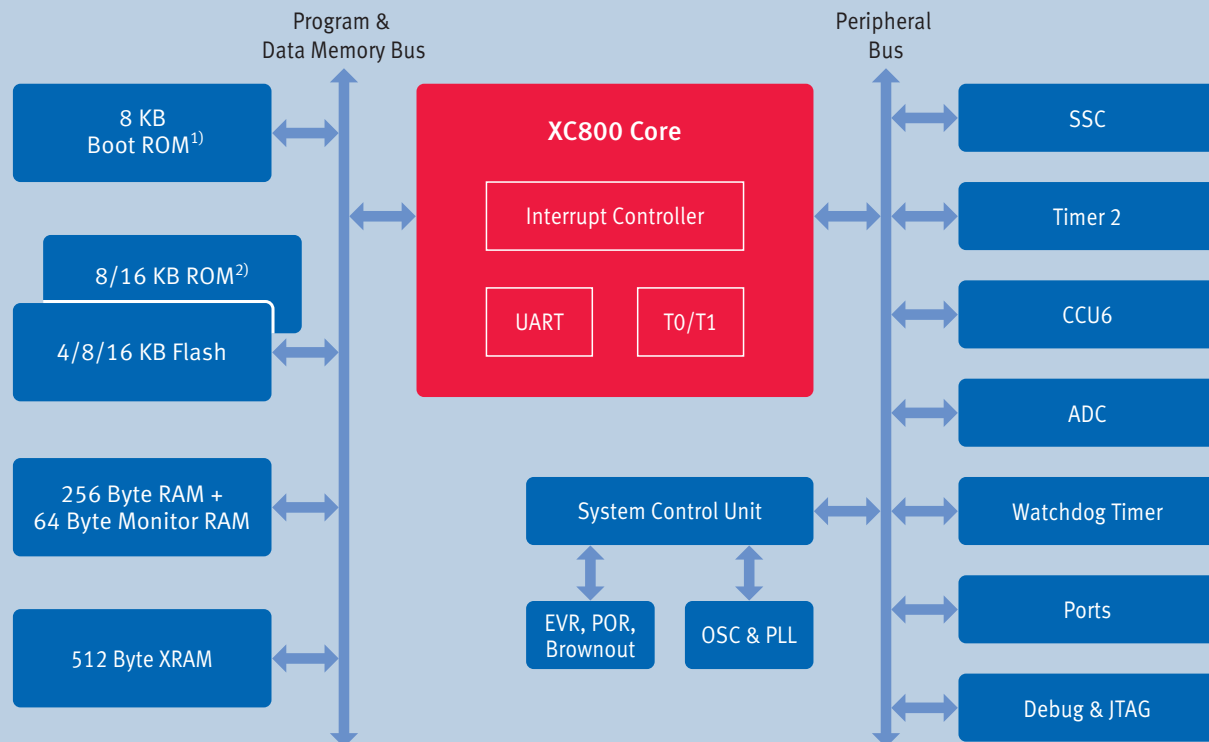 Program &
Data Memory Bus
Peripheral
Bus
8 KB
Boot ROM1)
8/16 KB ROM2)
4/8/16 KB Flash
256 Byte RAM +
64 Byte Monitor RAM
512 Byte XRAM
XC800 Core
Interrupt Controller
UART
T0/T1
System Control Unit
EVR, POR,
Brownout
OSC & PLL
SSC
Timer 2
CCU6
ADC
Watchdog Timer
Ports
Debug & JTAG